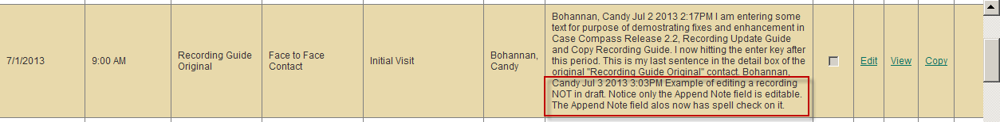 7/1/2013
9:00 AM
Recording Guide
Original
Face to Face
Contact
Initial Visit
Bohannan,
Candy
Bohannan, Candy Jul 2 2013 2:17PM I am entering some
text for purpose of demostrating fixes and enhancement in
Case Compass Release 2.2, Recording Update Guide
and Copy Recording Guide. I now hitting the enter key after
this period. This is my last sentence in the detail box of the
original "Recording Guide Original" contact. Bohannan,
Candy Jul 3 2013 3:03PM Example of editing a recording
NOT in draft. Notice only the Append Note field is editable.
The Append Note field alos now has spell check on it.
Edit
View
Copy